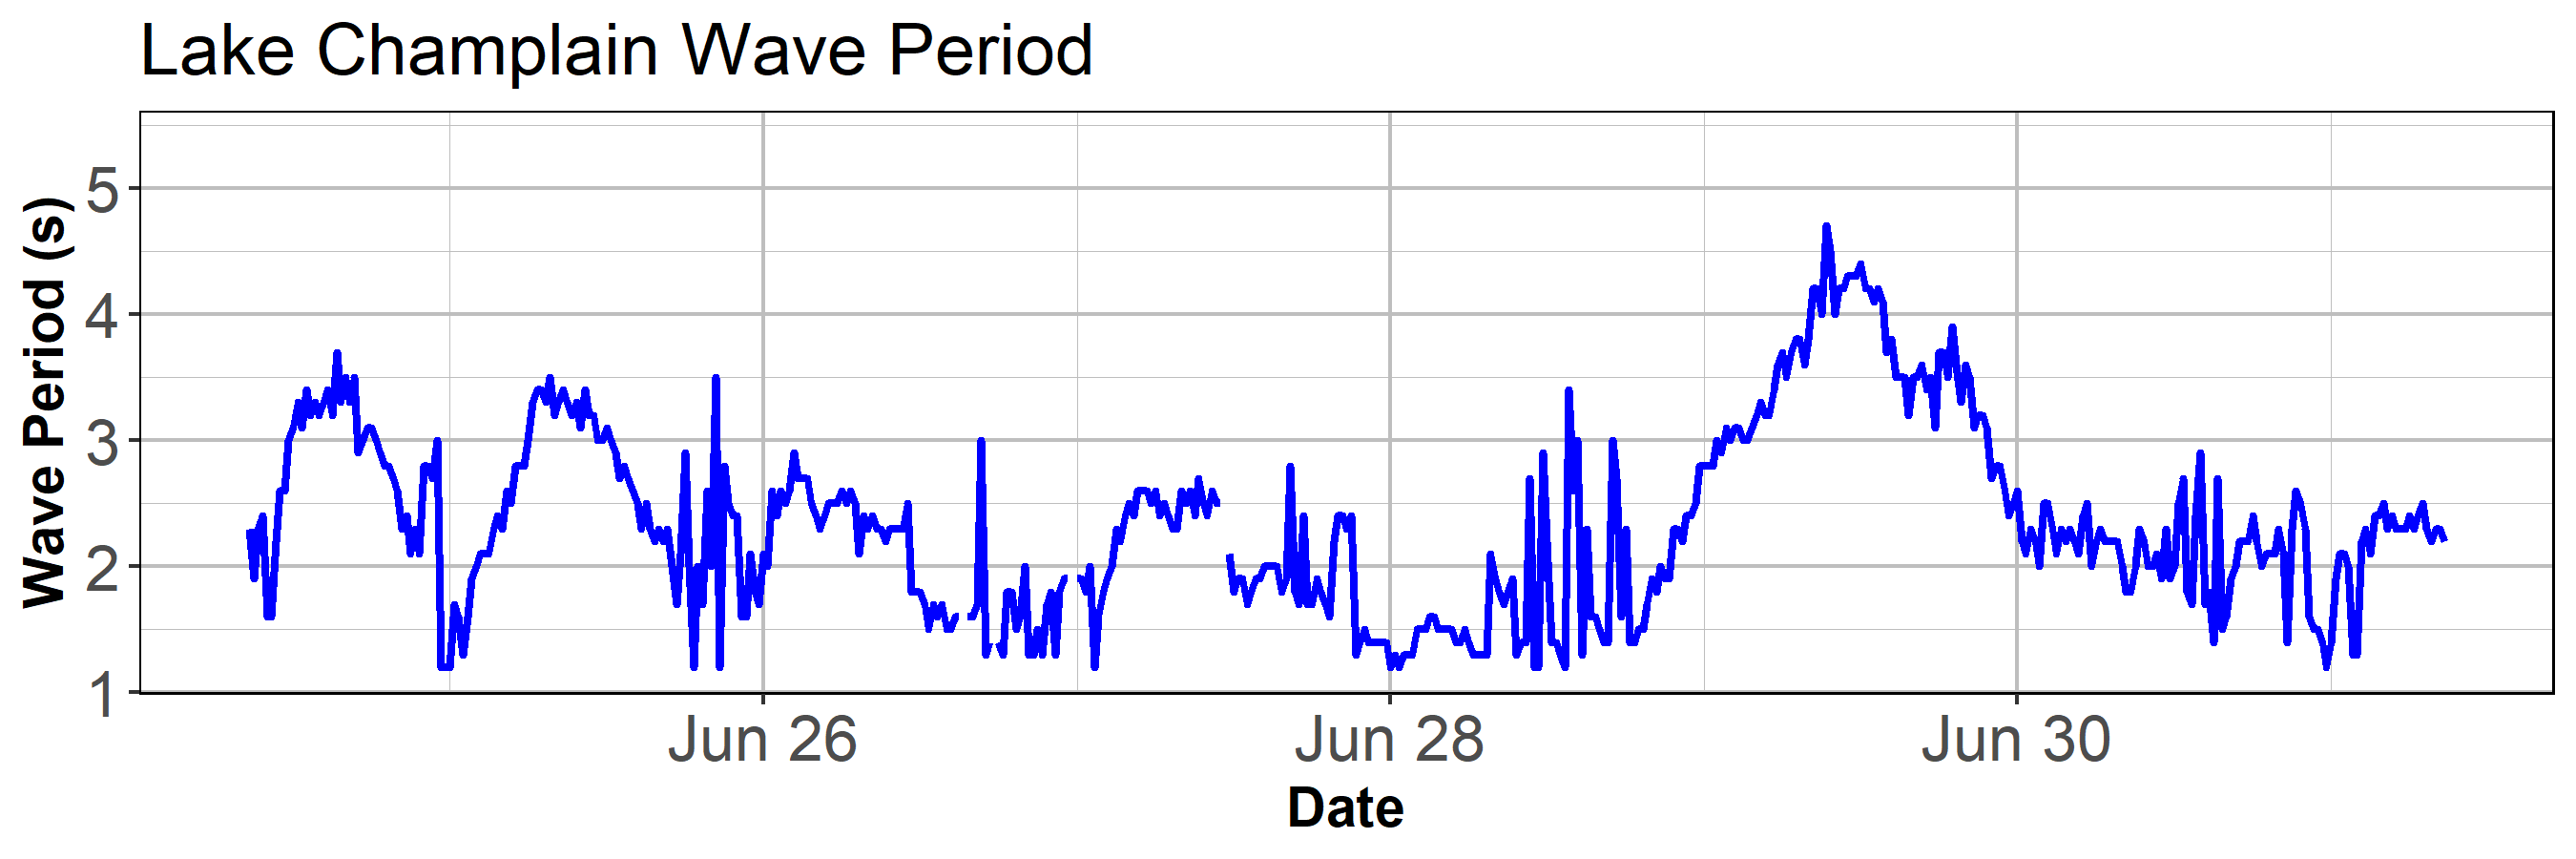 Lake Champlain Wave Period
Wave Period (s)
5
4
3
2
1
Jun 26
Jun 28
Jun 30
Date